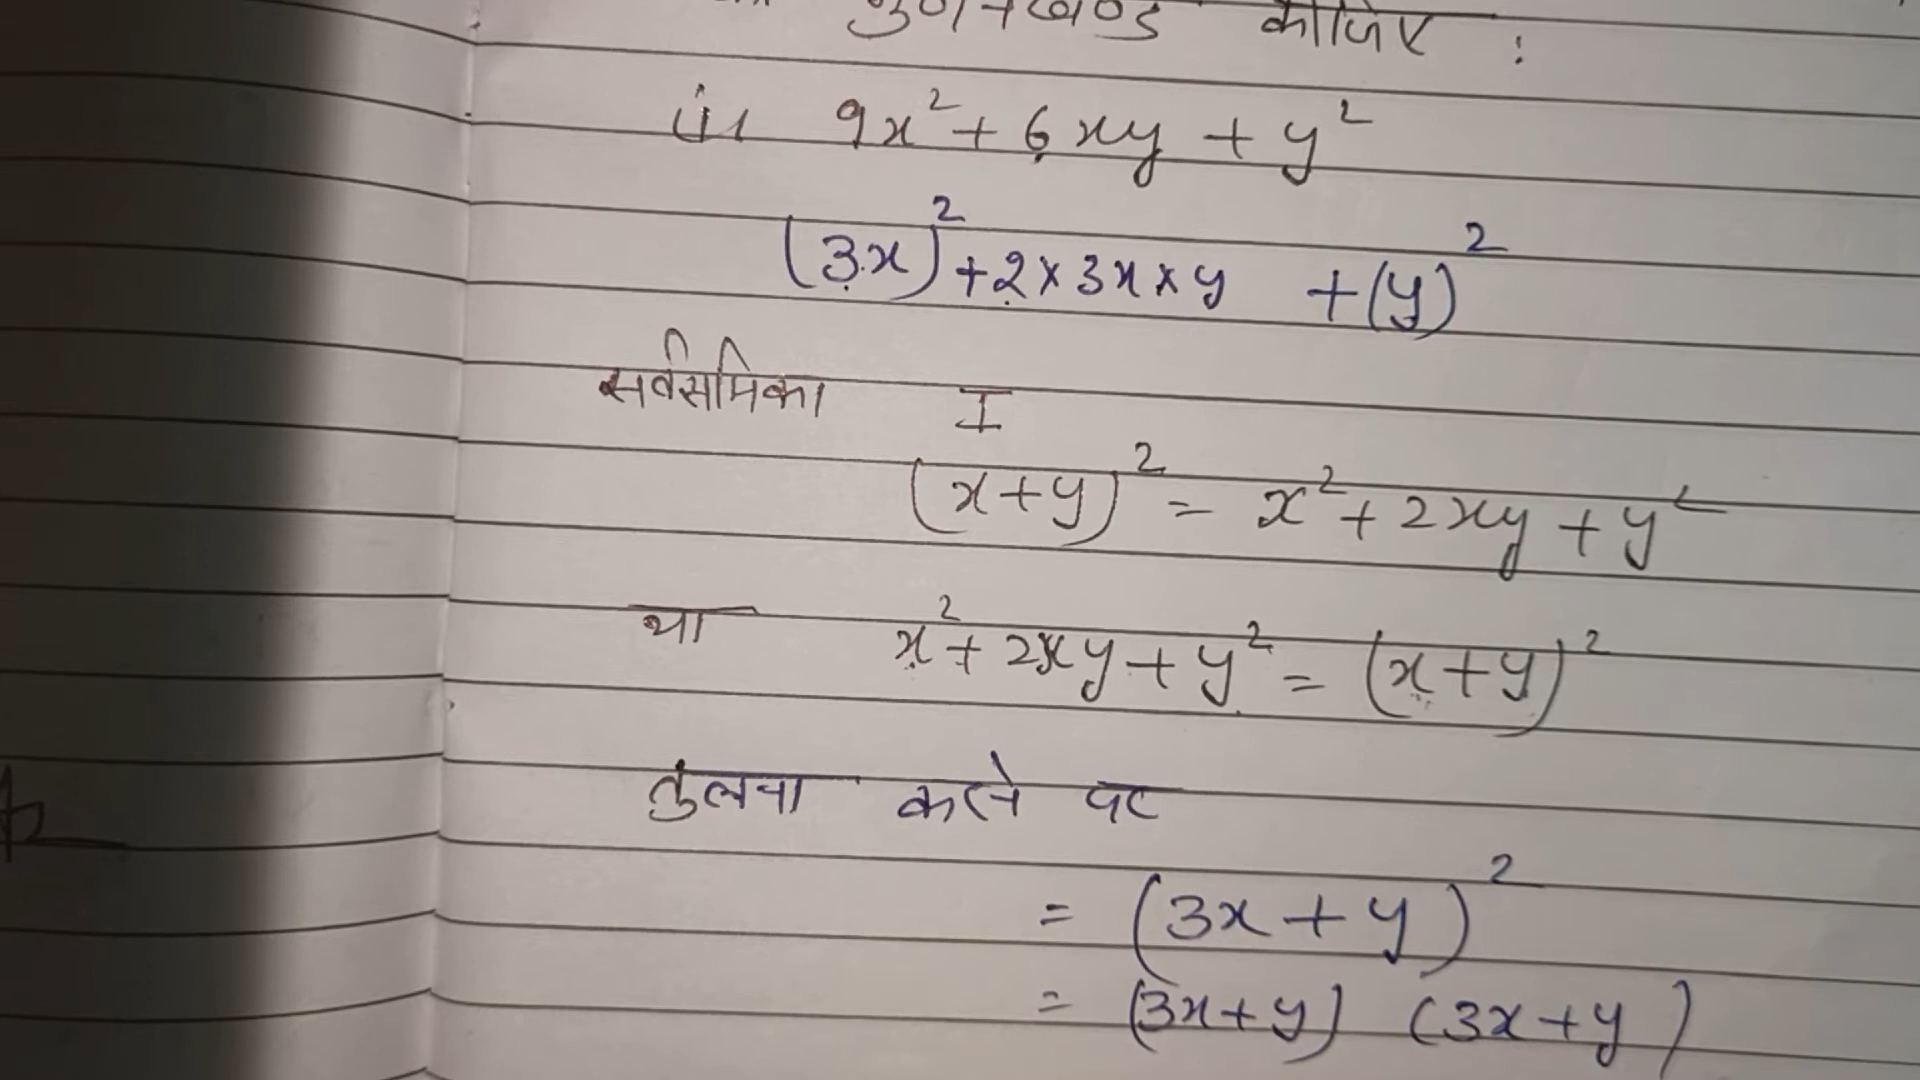 गुणनखंड कीजिए :
(i) 9x² + 6xy + y²
(3x)² + 2 × 3x × y + (y)²
सर्वसमिका I
(x+y)² = x² + 2xy + y²
या x² + 2xy + y² = (x+y)²
तुलना करने पर
= (3x + y)²
= (3x+y) (3x+y)